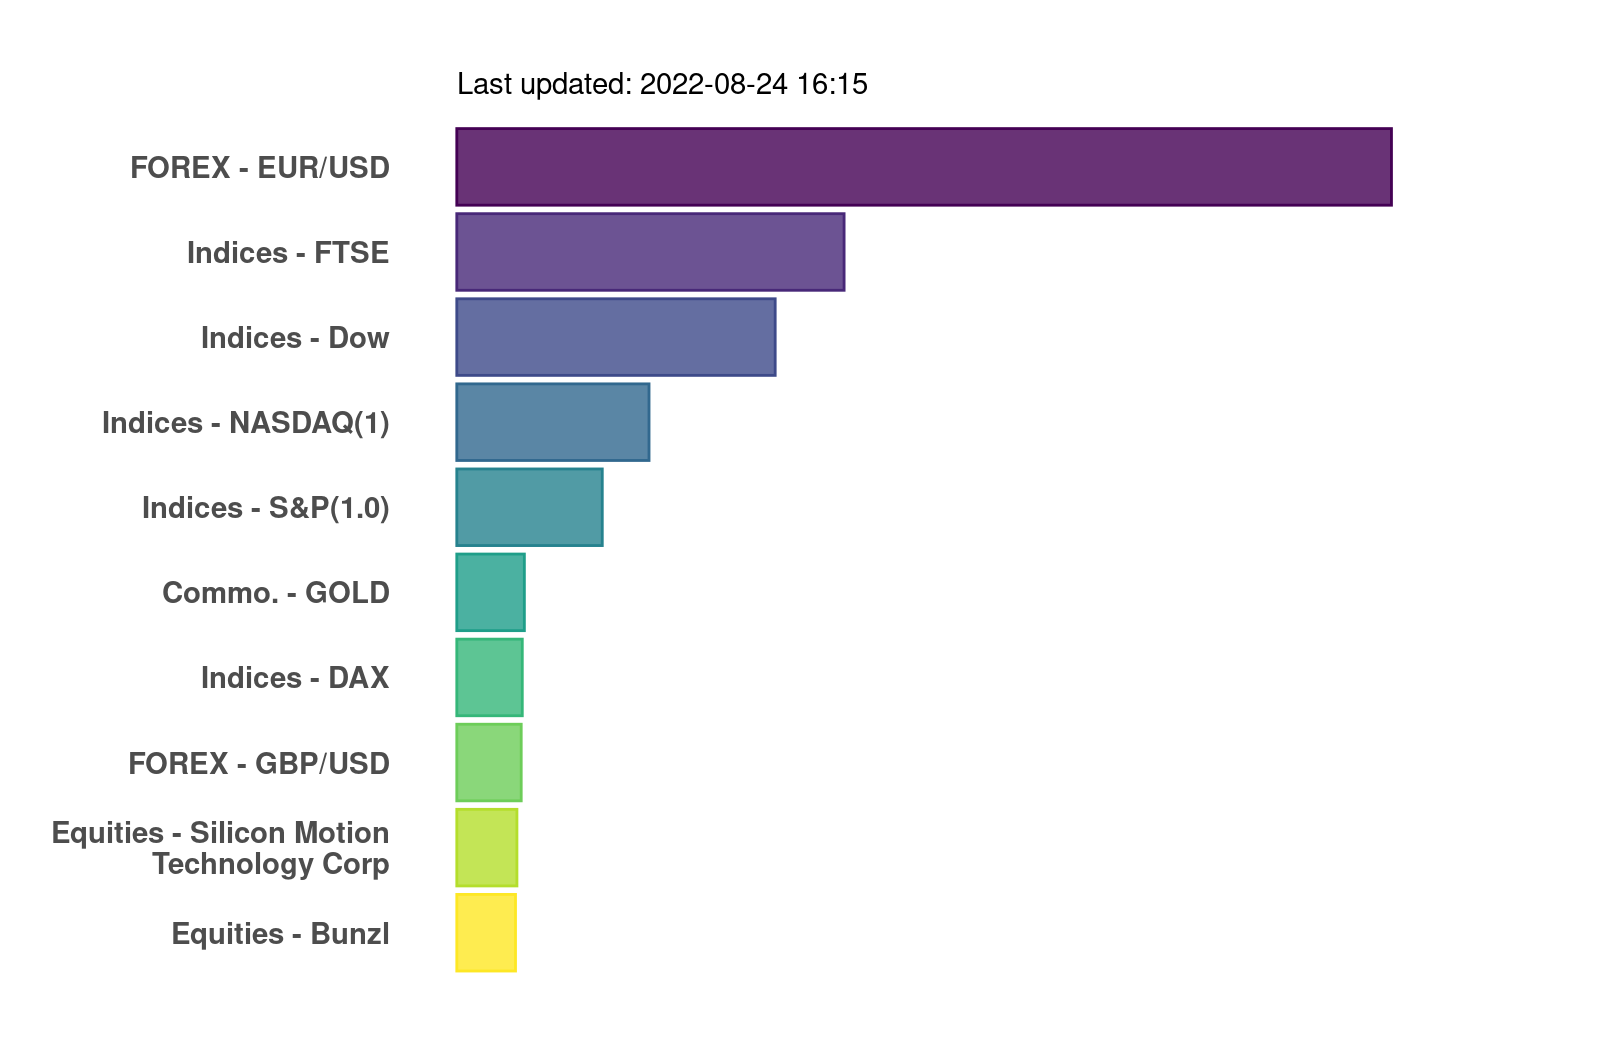 Last updated: 2022-08-24 16:15
FOREX - EUR/USD
Indices - FTSE
Indices - Dow
Indices - NASDAQ(1)
Indices - S&P(1.0)
Commo. - GOLD
Indices - DAX
FOREX - GBP/USD
Equities - Silicon Motion
Technology Corp
Equities - Bunzl